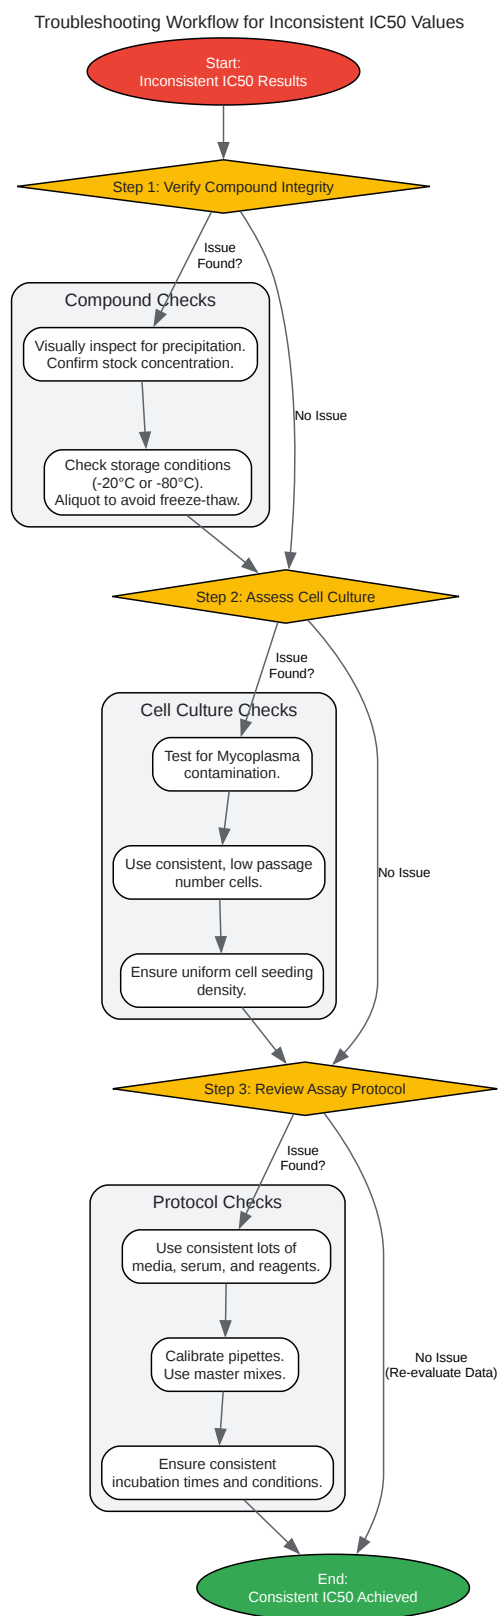 Troubleshooting Workflow for Inconsistent IC50 Values
Start:
Inconsistent IC50 Results
Step 1: Verify Compound Integrity
Issue
Found?
Compound Checks
Visually inspect for precipitation.
Confirm stock concentration.
No Issue
Check storage conditions
(-20°C or -80°C).
Aliquot to avoid freeze-thaw.
Step 2: Assess Cell Culture
Issue
Found?
Cell Culture Checks
Test for Mycoplasma
contamination.
Use consistent, low passage
number cells.
No Issue
Ensure uniform cell seeding
density.
Step 3: Review Assay Protocol
Issue
Found?
Protocol Checks
Use consistent lots of
media, serum, and reagents.
Calibrate pipettes.
Use master mixes.
No Issue
(Re-evaluate Data)
Ensure consistent
incubation times and conditions.
End:
Consistent IC50 Achieved